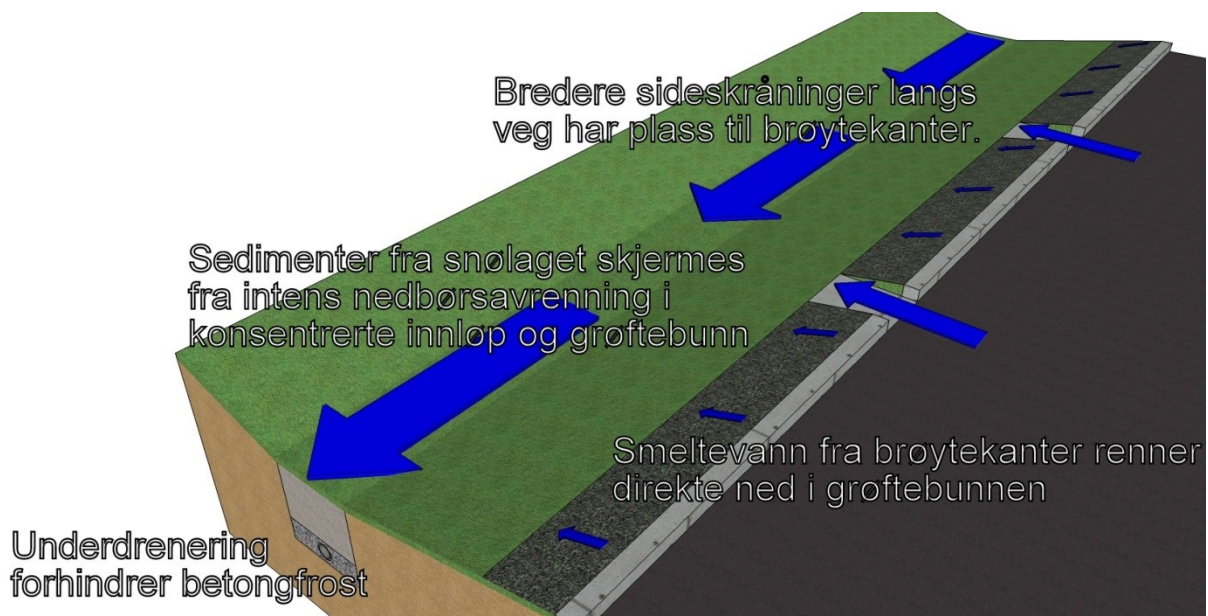 Bredere sideskråninger langs
veg har plass til brøytekanter.
Sedimenter fra snølaget skjermes
fra intens nedbørsavrenning i
konsentrerte innløp og grøftebunn
Smeltevann fra brøytekanter renner
direkte ned i grøftebunnen
Underdrenering
forhindrer betongfrost